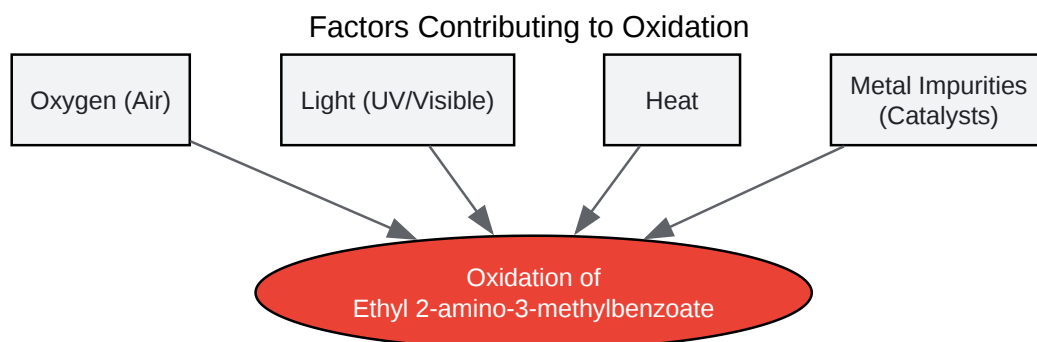 Factors Contributing to Oxidation
Oxygen (Air)
Light (UV/Visible)
Heat
Metal Impurities
(Catalysts)
Oxidation of
Ethyl 2-amino-3-methylbenzoate